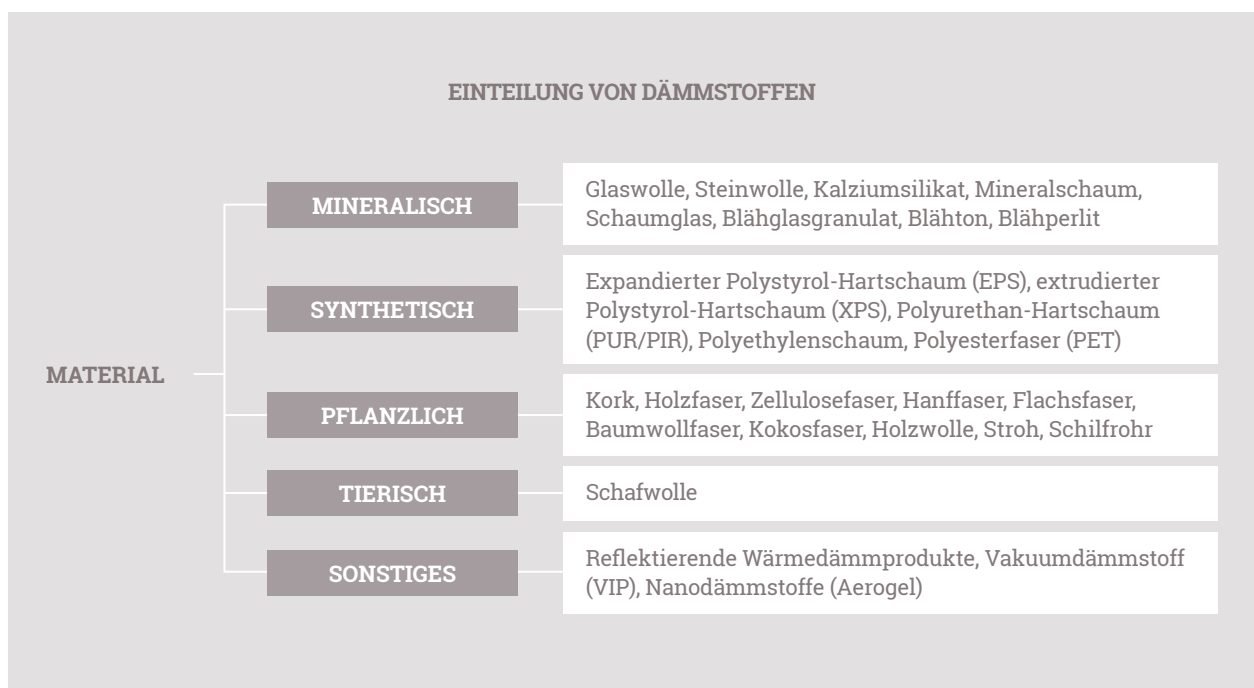 EINTEILUNG VON DÄMMSTOFFEN
MATERIAL
MINERALISCH
Glaswolle, Steinwolle, Kalziumsilikat, Mineralschaum,
Schaumglas, Blähglasgranulat, Blähton, Blähperlit
SYNTHETISCH
Expandierter Polystyrol-Hartschaum (EPS), extrudierter
Polystyrol-Hartschaum (XPS), Polyurethan-Hartschaum
(PUR/PIR), Polyethylenschaum, Polyesterfaser (PET)
PFLANZLICH
Kork, Holzfaser, Zellulosefaser, Hanffaser, Flachsfaser,
Baumwollfaser, Kokosfaser, Holzwolle, Stroh, Schilfrohr
TIERISCH
Schafwolle
SONSTIGES
Reflektierende Wärmedämmprodukte, Vakuumdämmstoff
(VIP), Nanodämmstoffe (Aerogel)